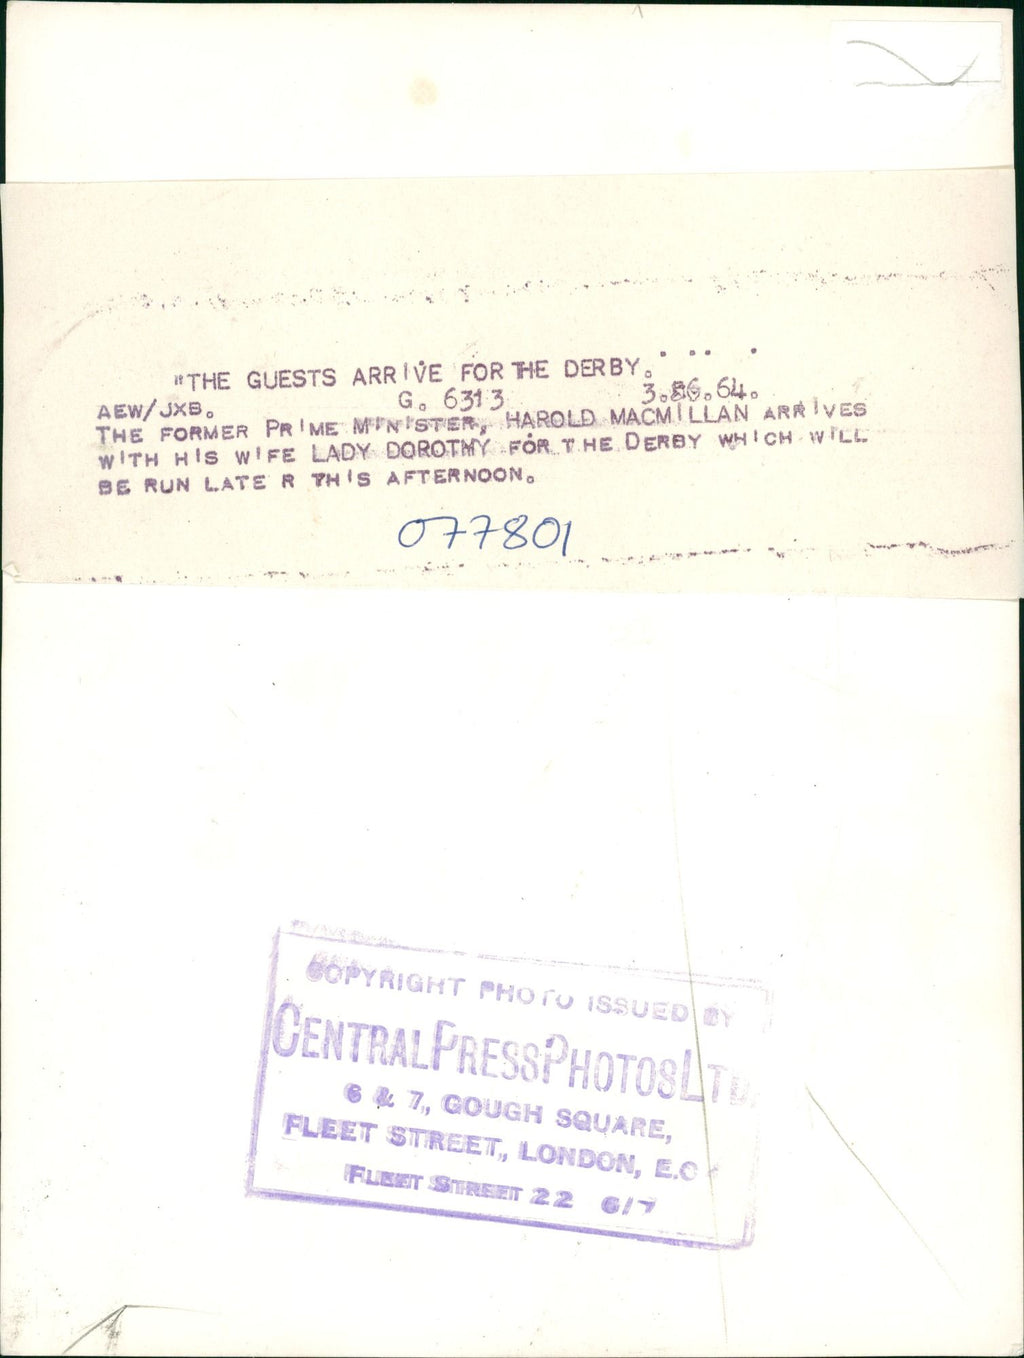 "THE GUESTS ARRIVE FOR THE DERBY.
AEW/JXB. G. 6313 3.6.64.
THE FORMER PRIME MINISTER, HAROLD MACMILLAN ARRIVES
WITH HIS WIFE LADY DOROTHY FOR THE DERBY WHICH WILL
BE RUN LATE R THIS AFTERNOON.
077801
COPYRIGHT PHOTO ISSUED BY
CENTRAL PRESS PHOTOS LTD.
6 & 7, GOUGH SQUARE,
FLEET STREET, LONDON, E.C
FLEET STREET 22 6/7